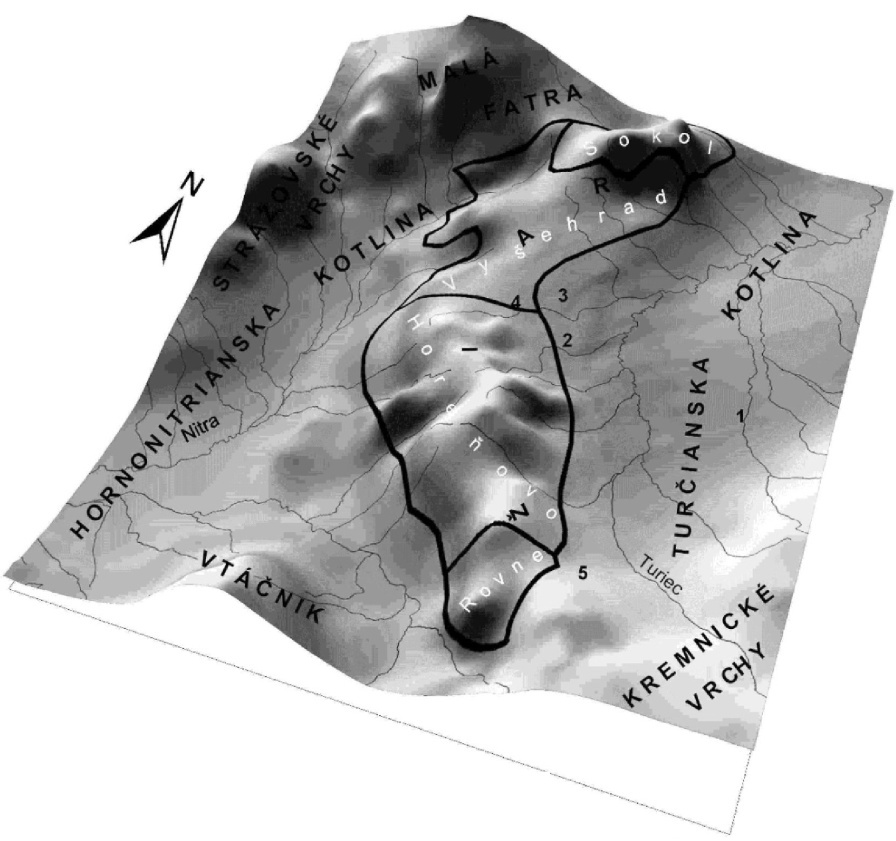 MALÁ
FATRA
Sokol
STRÁŽOVSKÉ
VRCHY
N
Vyšehrad
HORNONITRIANSKA
KOTLINA
TURČIANSKA
KOTLINA
4
3
2
1
Horeňovo
ŽIAR
Nitra
Rovne
5
Turiec
VTÁČNIK
KREMNICKÉ
VRCHY